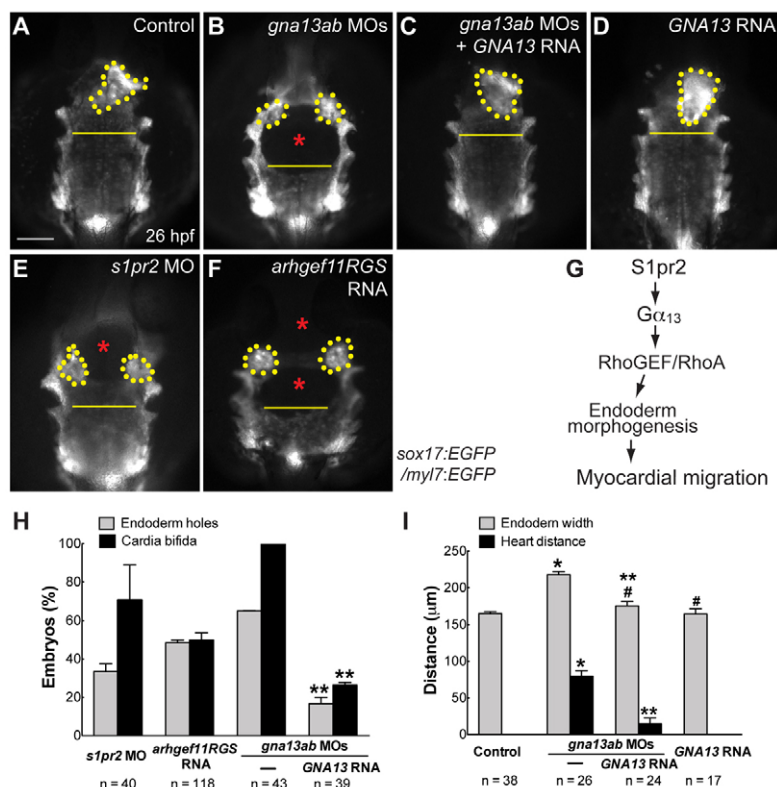 A Control
B gna13ab MOs
C gna13ab MOs
+ GNA13 RNA
D GNA13 RNA
*
26 hpf
E s1pr2 MO
F arhgef11RGS
RNA
*
*
*
sox17:EGFP
/myl7:EGFP
G
S1pr2
Gα13
RhoGEF/RhoA
Endoderm
morphogenesis
Myocardial migration
H
Endoderm holes
Cardia bifida
Embryos (%)
100
80
60
40
20
0
** **
s1pr2 MO
arhgef11RGS
RNA
gna13ab MOs
— GNA13 RNA
n = 40 n = 118 n = 43 n = 39
I
Endoderm width
Heart distance
Distance (µm)
250
200
150
100
50
0
*
*
**
#
**
#
Control
gna13ab MOs
— GNA13 RNA
GNA13 RNA
n = 38 n = 26 n = 24 n = 17